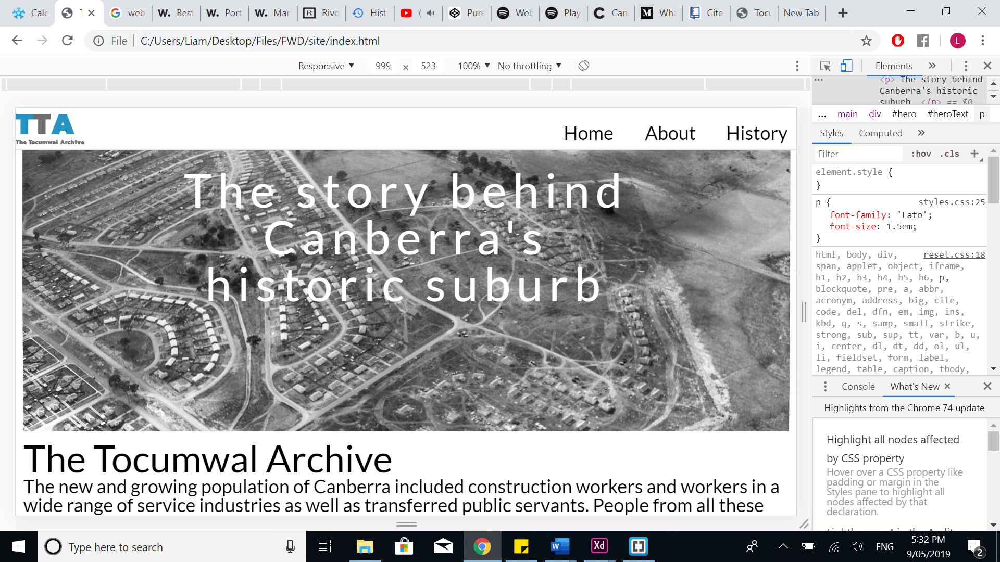 Cale
T
web
Best
Port
Mar
Rivo
Hist
(
Pure
Web
Play
Can
Wha
Cite
Tocu
New Tab
File
C:/Users/Liam/Desktop/Files/FWD/site/index.html
L
Responsive
999 × 523
100%
No throttling
Elements
<p> The story behind
Canberra's historic
suburb </p> == $0
... main div #hero #heroText p
Styles Computed
Filter :hov .cls
element.style {
}
p { styles.css:25
font-family: 'Lato';
font-size: 1.5em;
}
html, body, div, reset.css:18
span, applet, object, iframe,
h1, h2, h3, h4, h5, h6, p,
blockquote, pre, a, abbr,
acronym, address, big, cite,
code, del, dfn, em, img, ins,
kbd, q, s, samp, small, strike,
strong, sub, sup, tt, var, b, u,
i, center, dl, dt, dd, ol, ul,
li, fieldset, form, label,
legend, table, caption, tbody,
Console What's New
Highlights from the Chrome 74 update
Highlight all nodes affected
by CSS property
Hover over a CSS property like
padding or margin in the
Styles pane to highlight all
nodes affected by that
declaration.
TTA
The Tocumwal Archive
Home About History
The story behind
Canberra's
historic suburb
The Tocumwal Archive
The new and growing population of Canberra included construction workers and workers in a
wide range of service industries as well as transferred public servants. People from all these
Type here to search
Xd
ENG
5:32 PM
9/05/2019
2